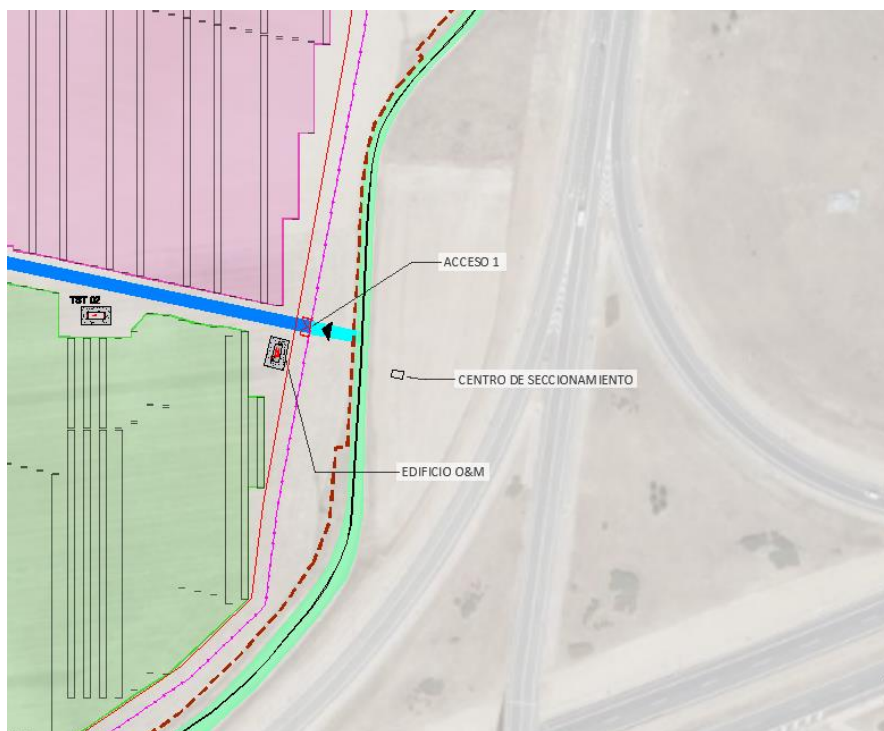 ACCESO 1
TST 02
CENTRO DE SECCIONAMIENTO
EDIFICIO O&M